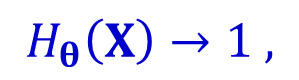 H_𝛉(𝐗) → 1 ,